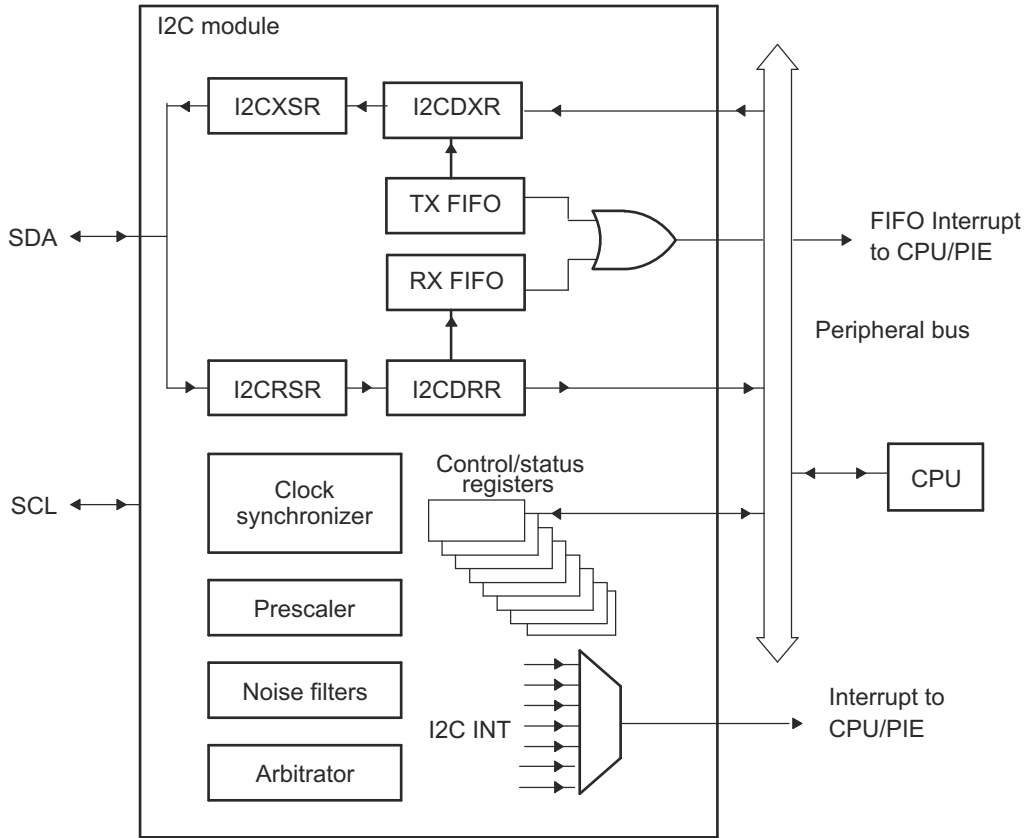 I2C module
I2CXSR
I2CDXR
TX FIFO
SDA
FIFO Interrupt
to CPU/PIE
RX FIFO
Peripheral bus
I2CRSR
I2CDRR
Control/status
registers
CPU
SCL
Clock
synchronizer
Prescaler
Noise filters
I2C INT
Interrupt to
CPU/PIE
Arbitrator